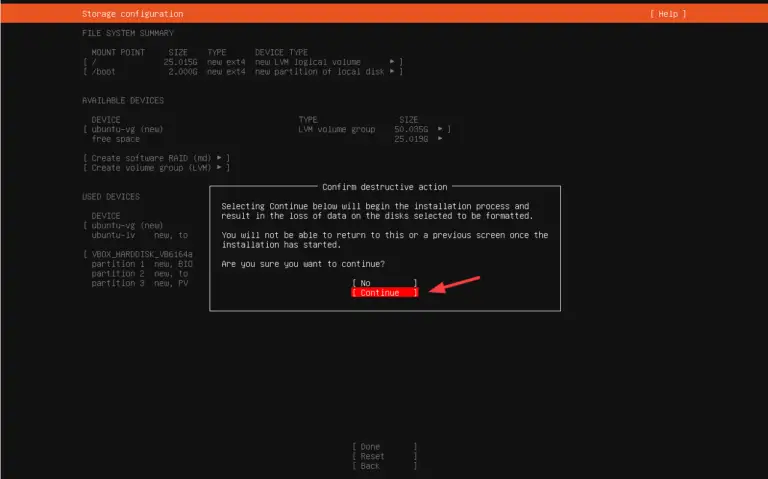 Storage configuration [ Help ]
FILE SYSTEM SUMMARY
MOUNT POINT SIZE TYPE DEVICE TYPE
[ / 25.015G new ext4 new LVM logical volume ▸ ]
[ /boot 2.000G new ext4 new partition of local disk ▸ ]
AVAILABLE DEVICES
DEVICE TYPE SIZE
[ ubuntu-vg (new) LVM volume group 50.035G ▸ ]
free space 25.019G ▸
[ Create software RAID (md) ▸ ]
[ Create volume group (LVM) ▸ ]
USED DEVICES
DEVICE
[ ubuntu-vg (new)
ubuntu-lv new, to
[ VBOX_HARDDISK_VB6164a
partition 1 new, BIO
partition 2 new, to
partition 3 new, PV
Confirm destructive action
Selecting Continue below will begin the installation process and
result in the loss of data on the disks selected to be formatted.
You will not be able to return to this or a previous screen once the
installation has started.
Are you sure you want to continue?
[ No ]
[ Continue ]
[ Done ]
[ Reset ]
[ Back ]